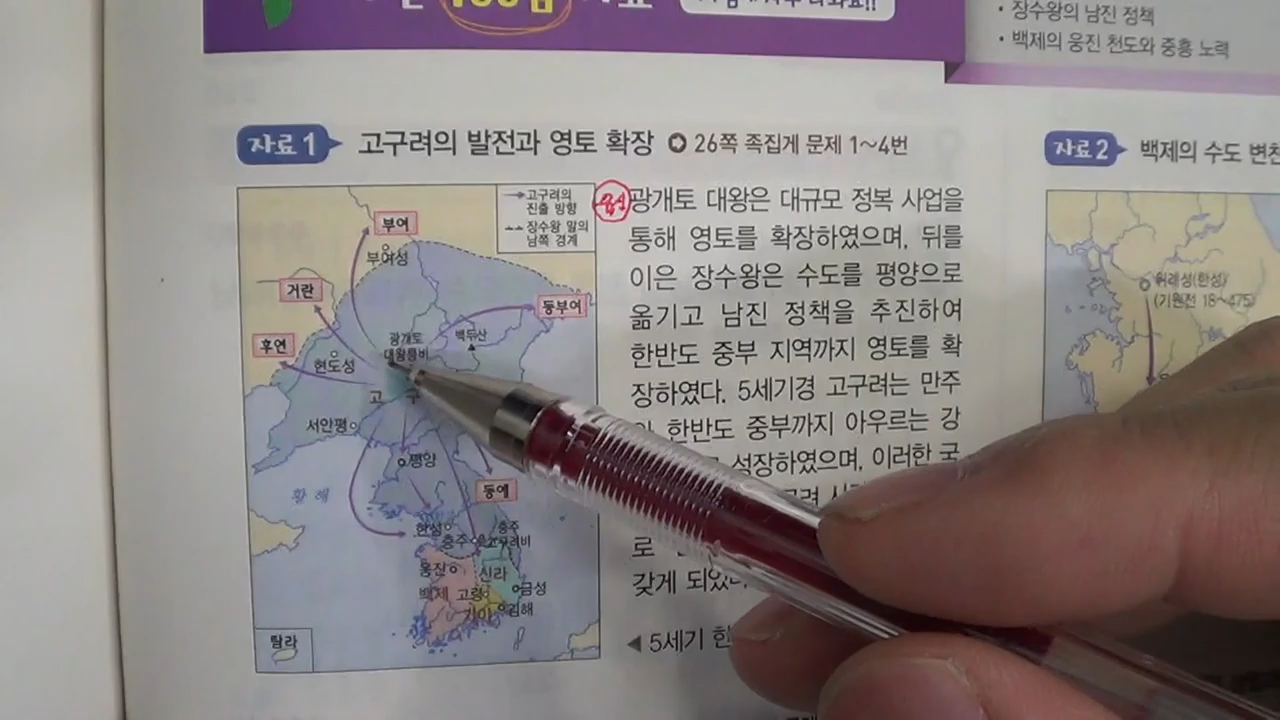 • 장수왕의 남진 정책
• 백제의 웅진 천도와 중흥 노력
자료 1
고구려의 발전과 영토 확장
26쪽 족집게 문제 1~4번
고구려의
진출 방향
장수왕 말의
남쪽 경계
부여
부여성
거란
동부여
후연
현도성
광개토
대왕릉비
백두산
고 구
서안평
평양
황해
동예
한성
충주
충주
고구려비
웅진
신라
백제
고령
금성
가야
김해
탐라
광개토 대왕은 대규모 정복 사업을
통해 영토를 확장하였으며, 뒤를
이은 장수왕은 수도를 평양으로
옮기고 남진 정책을 추진하여
한반도 중부 지역까지 영토를 확
장하였다. 5세기경 고구려는 만주
한반도 중부까지 아우르는 강
성장하였으며, 이러한 국
로
갖게 되었다.
◀ 5세기 한
자료 2
백제의 수도 변천
위례성(한성)
(기원전 18~475)